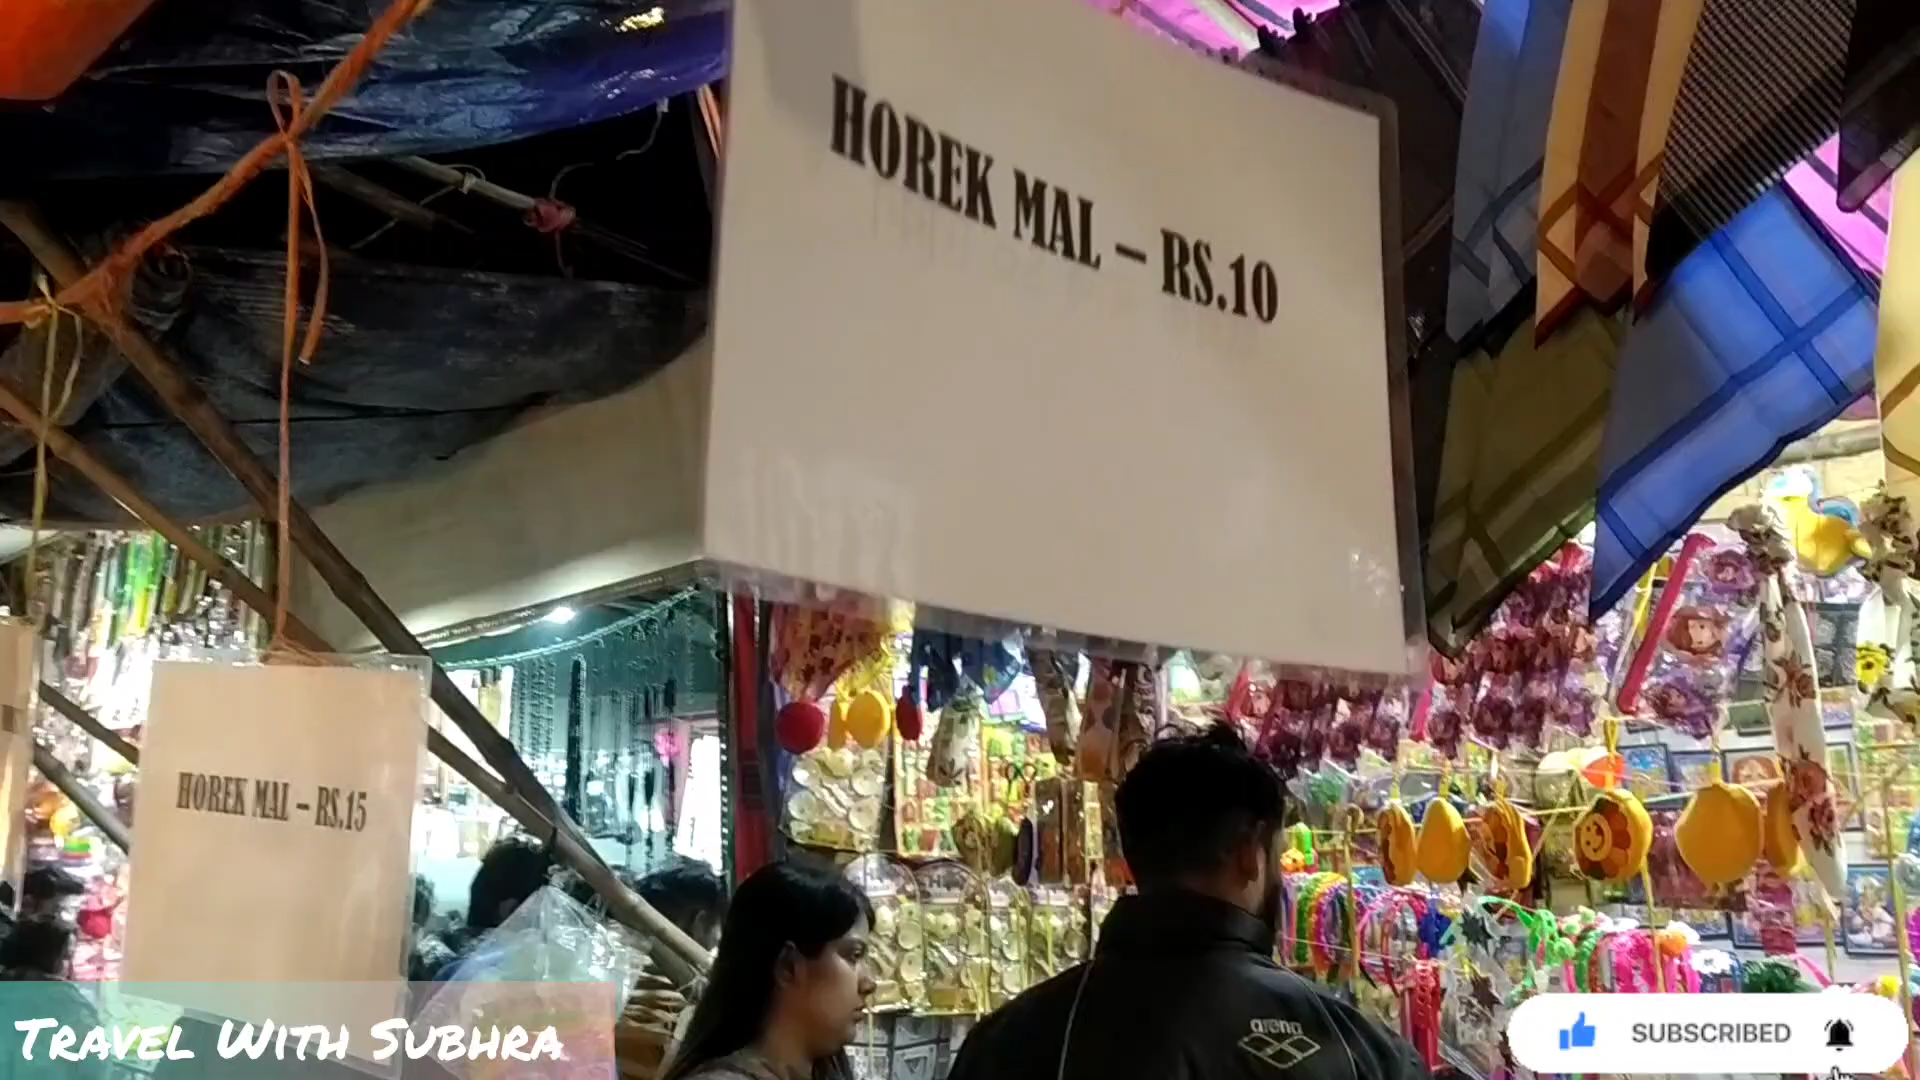 HOREK MAL – RS.10
HOREK MAL – RS.15
arena
Travel With Subhra
SUBSCRIBED